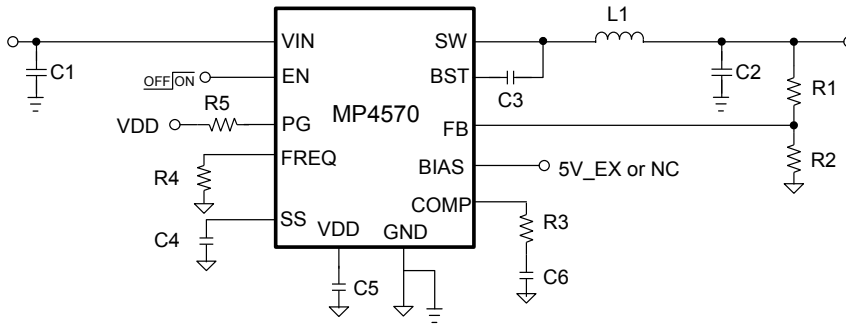 L1
VIN
SW
C1
OFF ON
EN
BST
C2
R1
C3
R5
MP4570
VDD
PG
FB
FREQ
R4
BIAS
5V_EX or NC
R2
COMP
SS
R3
C4
VDD
GND
C5
C6